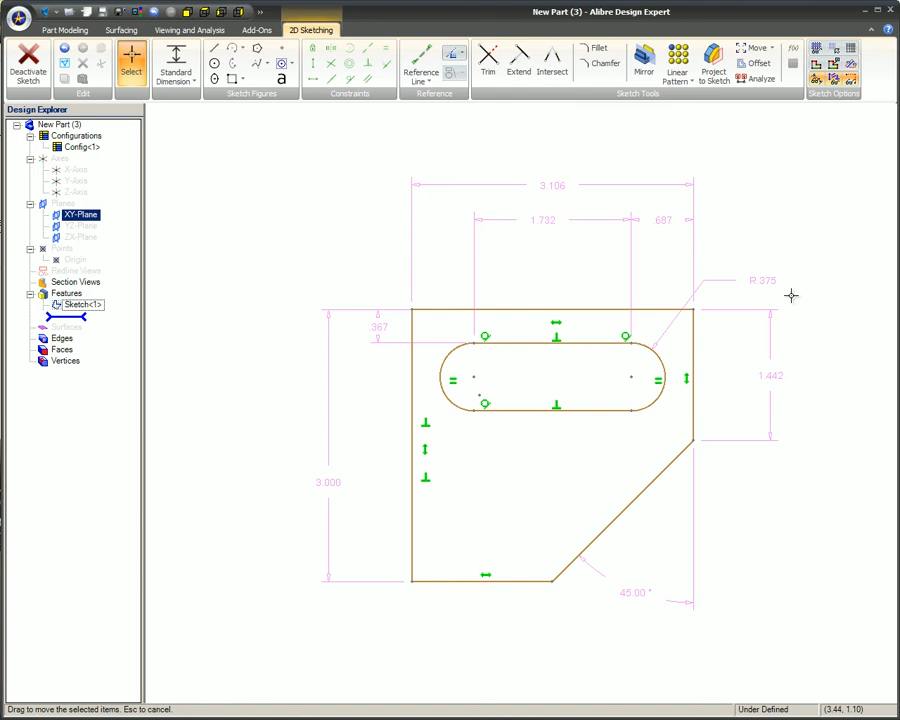 New Part (3) - Alibre Design Expert
Part Modeling
Surfacing
Viewing and Analysis
Add-Ons
2D Sketching
Deactivate
Sketch
Select
Standard
Dimension
Reference
Line
Trim
Extend
Intersect
Fillet
Chamfer
Mirror
Linear
Pattern
Project
to Sketch
Move
Offset
Analyze
f(x)
a
Edit
Sketch Figures
Constraints
Reference
Sketch Tools
Sketch Options
Design Explorer
New Part (3)
Configurations
Config<1>
Axes
X-Axis
Y-Axis
Z-Axis
Planes
XY-Plane
YZ-Plane
ZX-Plane
Points
Origin
Redline Views
Section Views
Features
Sketch<1>
Surfaces
Edges
Faces
Vertices
3.106
1.732
687
R.375
367
1.442
3.000
45.00 °
Drag to move the selected items. Esc to cancel.
Under Defined
(3.44, 1.10)